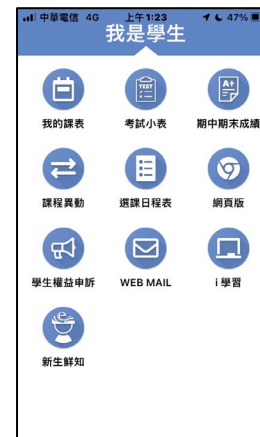 中華電信 4G 上午1:23 47%
我是學生
我的課表 考試小表 期中期末成績
課程異動 選課日程表 網頁版
學生權益申訴 WEB MAIL i 學習
新生鮮知